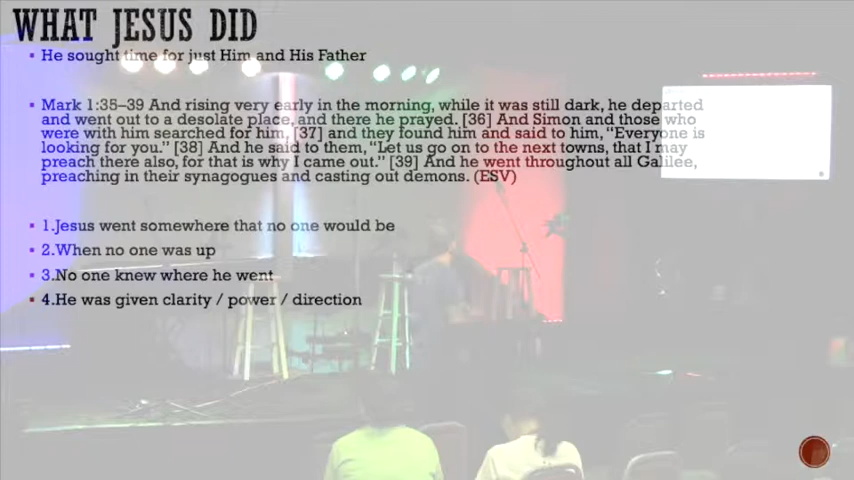 WHAT JESUS DID
▪ He sought time for just Him and His Father
▪ Mark 1:35–39 And rising very early in the morning, while it was still dark, he departed
and went out to a desolate place, and there he prayed. [36] And Simon and those who
were with him searched for him, [37] and they found him and said to him, “Everyone is
looking for you.” [38] And he said to them, “Let us go on to the next towns, that I may
preach there also, for that is why I came out.” [39] And he went throughout all Galilee,
preaching in their synagogues and casting out demons. (ESV)
▪ 1.Jesus went somewhere that no one would be
▪ 2.When no one was up
▪ 3.No one knew where he went
▪ 4.He was given clarity / power / direction